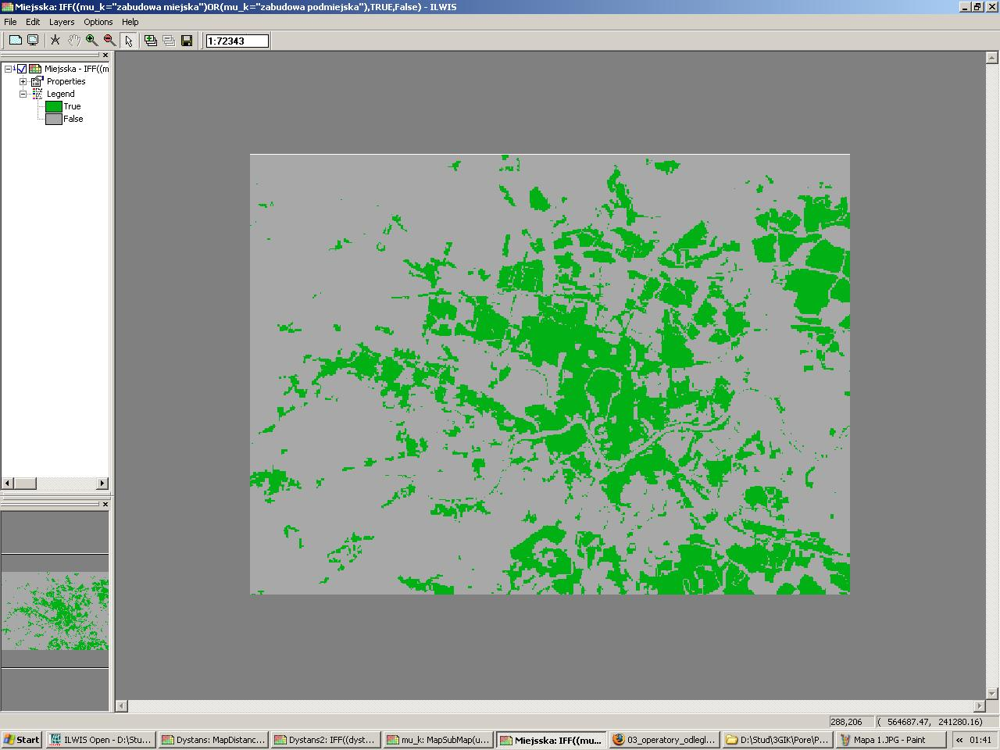 Miejsska: IFF((mu_k="zabudowa miejska")OR(mu_k="zabudowa podmiejska"),TRUE,False) - ILWIS
File Edit Layers Options Help
1:72343
Miejsska - IFF((m
Properties
Legend
True
False
288,206 ( 564687.47, 241280.16)
Start ILWIS Open - D:\Stu... Dystans: MapDistanc... Dystans2: IFF((dyst... mu_k: MapSubMap(u... Miejsska: IFF((mu... 03_operatory_odlegl... D:\Stud\3GIK\Pore\P... Mapa 1.JPG - Paint « 01:41